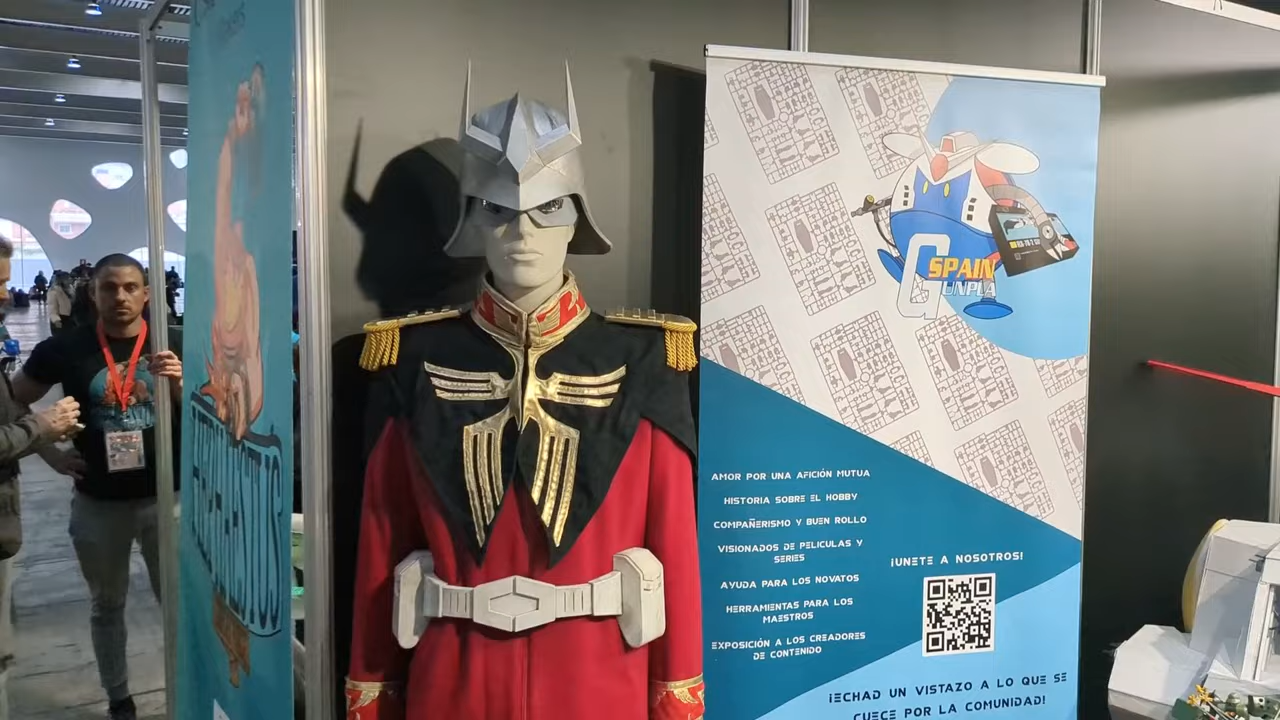 SPAIN
GUNPLA
AMOR POR UNA AFICIÓN MUTUA
HISTORIA SOBRE EL HOBBY
COMPAÑERISMO Y BUEN ROLLO
VISIONADOS DE PELICULAS Y
SERIES
AYUDA PARA LOS NOVATOS
HERRAMIENTAS PARA LOS
MAESTROS
EXPOSICIÓN A LOS CREADORES
DE CONTENIDO
¡UNETE A NOSOTROS!
¡ECHAD UN VISTAZO A LO QUE SE
CUECE POR LA COMUNIDAD!